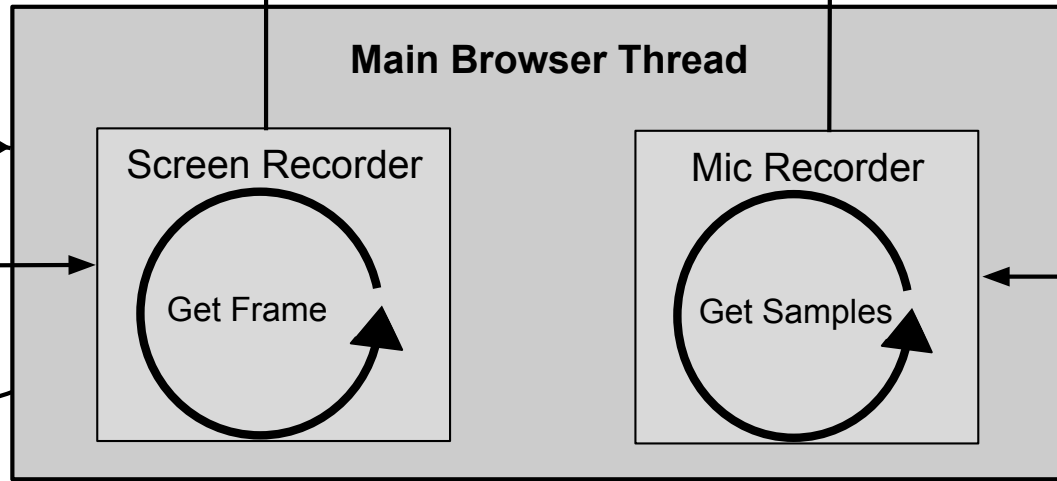 Main Browser Thread
Screen Recorder
Mic Recorder
Get Frame
Get Samples